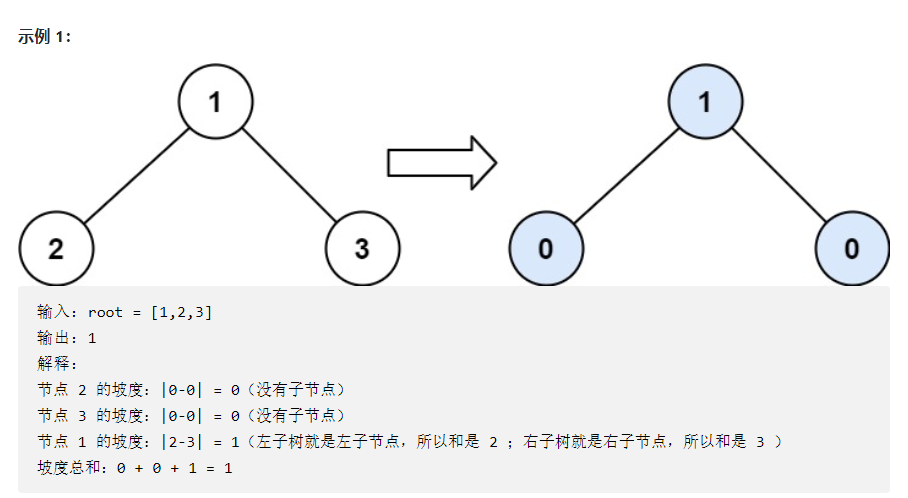 示例 1：
1
1
2
3
0
0
输入：root = [1,2,3]
输出：1
解释：
节点 2 的坡度：|0-0| = 0（没有子节点）
节点 3 的坡度：|0-0| = 0（没有子节点）
节点 1 的坡度：|2-3| = 1（左子树就是左子节点，所以和是 2 ；右子树就是右子节点，所以和是 3 ）
坡度总和：0 + 0 + 1 = 1